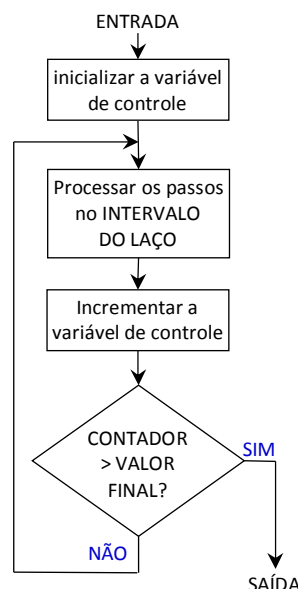 ENTRADA
inicializar a variável
de controle
Processar os passos
no INTERVALO
DO LAÇO
Incrementar a
variável de controle
CONTADOR
> VALOR
FINAL?
SIM
NÃO
SAÍDA